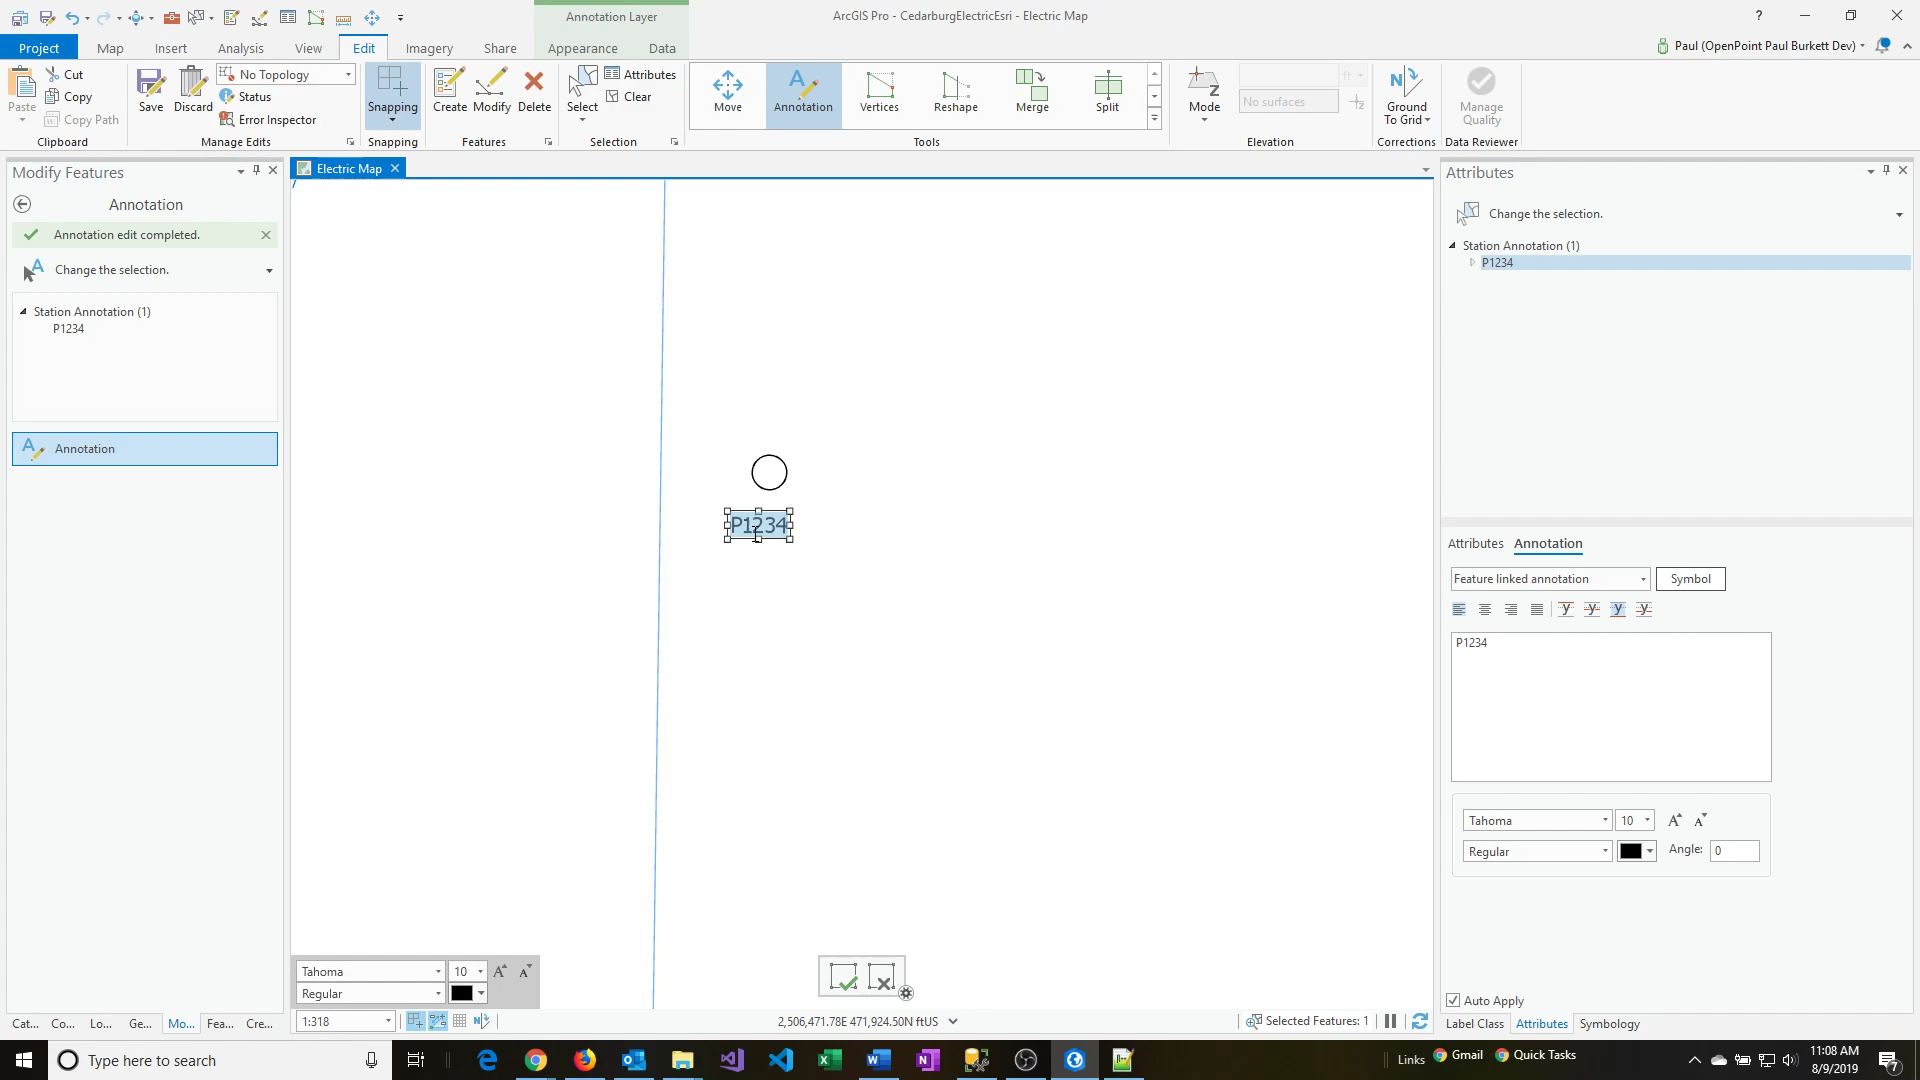 Annotation Layer
ArcGIS Pro - CedarburgElectricEsri - Electric Map
?
Project Map Insert Analysis View Edit Imagery Share Appearance Data
Paul (OpenPoint Paul Burkett Dev)
Paste
Cut
Copy
Copy Path
Clipboard
Save
Discard
No Topology
Status
Error Inspector
Manage Edits
Snapping
Snapping
Create
Modify
Delete
Features
Select
Attributes
Clear
Selection
Move
Annotation
Vertices
Reshape
Merge
Split
Tools
Mode
ft
No surfaces
Elevation
Ground
To Grid
Corrections
Manage
Quality
Data Reviewer
Modify Features
Annotation
Annotation edit completed.
Change the selection.
Station Annotation (1)
P1234
Annotation
Cat... Co... Lo... Ge... Mo... Fea... Cre...
Electric Map
P1234
Tahoma 10
Regular
1:318
2,506,471.78E 471,924.50N ftUS
Selected Features: 1
Attributes
Change the selection.
Station Annotation (1)
P1234
Attributes Annotation
Feature linked annotation Symbol
P1234
Tahoma 10
Regular Angle: 0
Auto Apply
Label Class Attributes Symbology
Type here to search
Links Gmail Quick Tasks
11:08 AM
8/9/2019
7